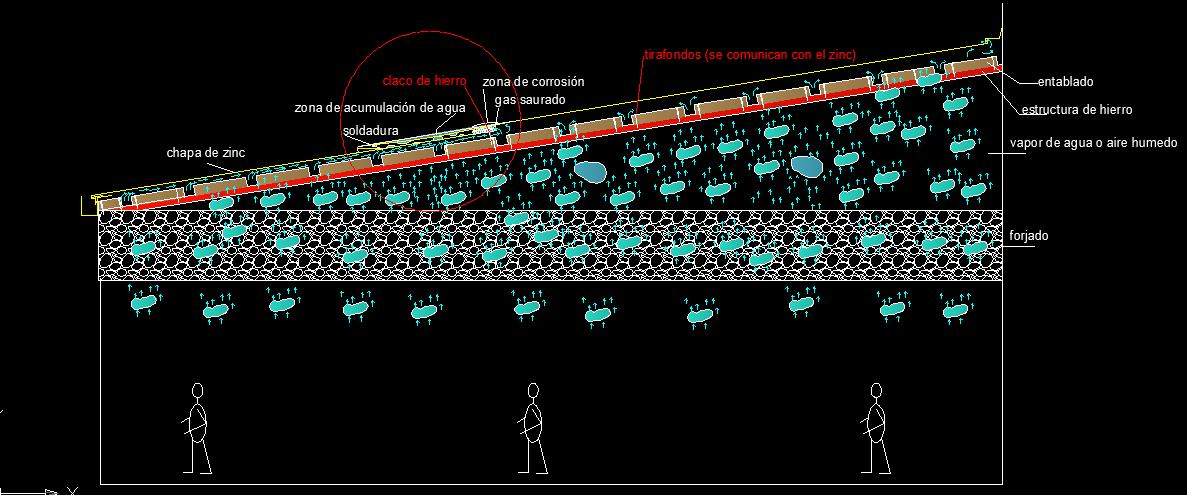 tirafondos (se comunican con el zinc)
claco de hierro
zona de corrosión
entablado
gas saurado
zona de acumulación de agua
estructura de hierro
soldadura
vapor de agua o aire humedo
chapa de zinc
forjado
X